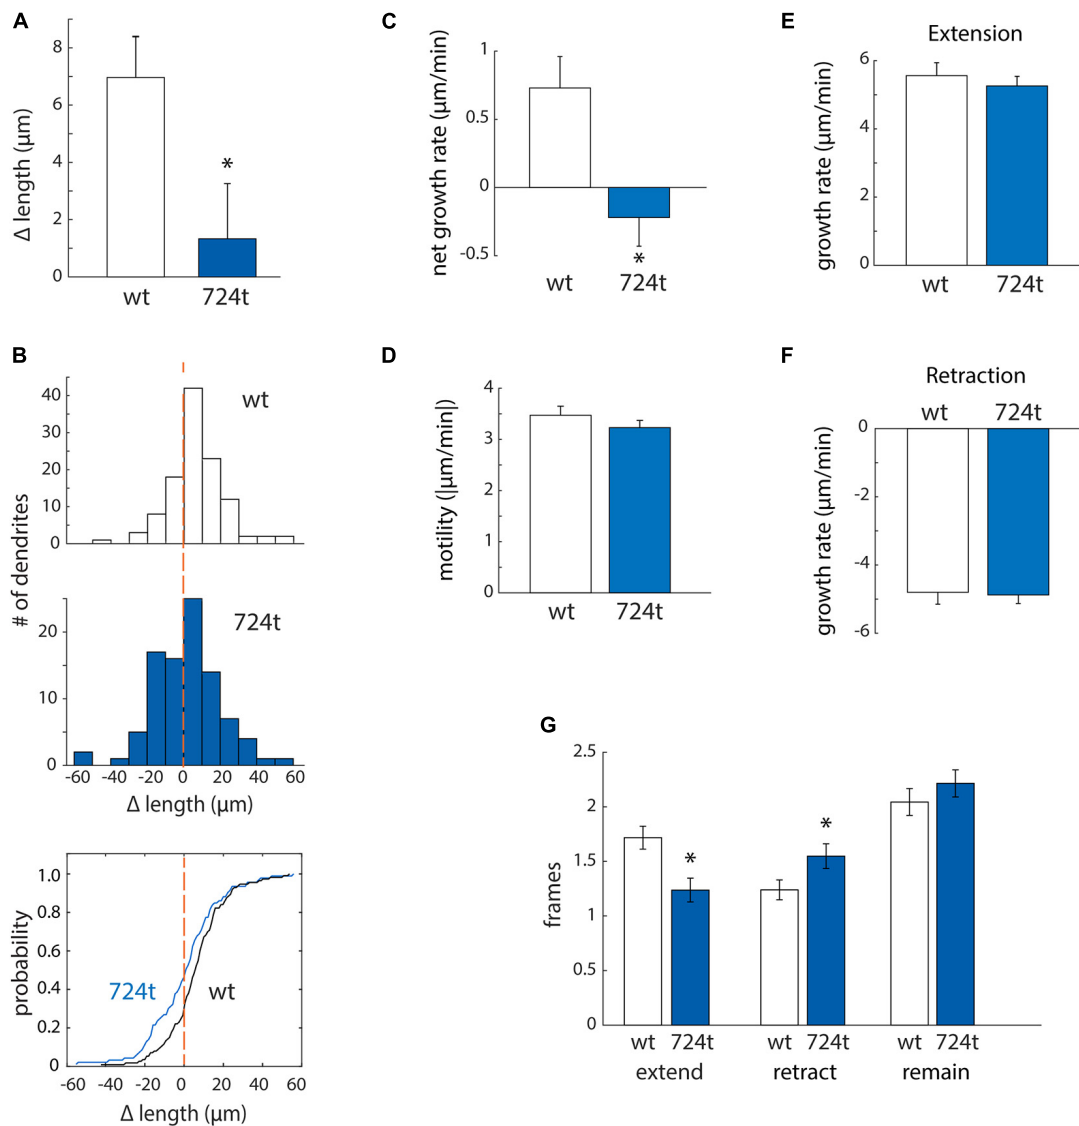 A
Δ length (μm)
8
6
4
2
0
*
wt
724t
B
# of dendrites
40
30
20
10
0
wt
20
10
0
724t
-60
-40
-20
0
20
40
60
Δ length (μm)
probability
1.0
0.8
0.6
0.4
0.2
0
724t
wt
-60
-40
-20
0
20
40
60
Δ length (μm)
C
net growth rate (μm/min)
1
0.5
0
-0.5
*
wt
724t
D
motility (|μm/min|)
4
3
2
1
0
wt
724t
E
Extension
growth rate (μm/min)
6
4
2
0
wt
724t
F
Retraction
wt
724t
growth rate (μm/min)
0
-2
-4
-6
G
frames
2.5
2
1.5
1
0.5
0
*
*
wt 724t
wt 724t
wt 724t
extend
retract
remain